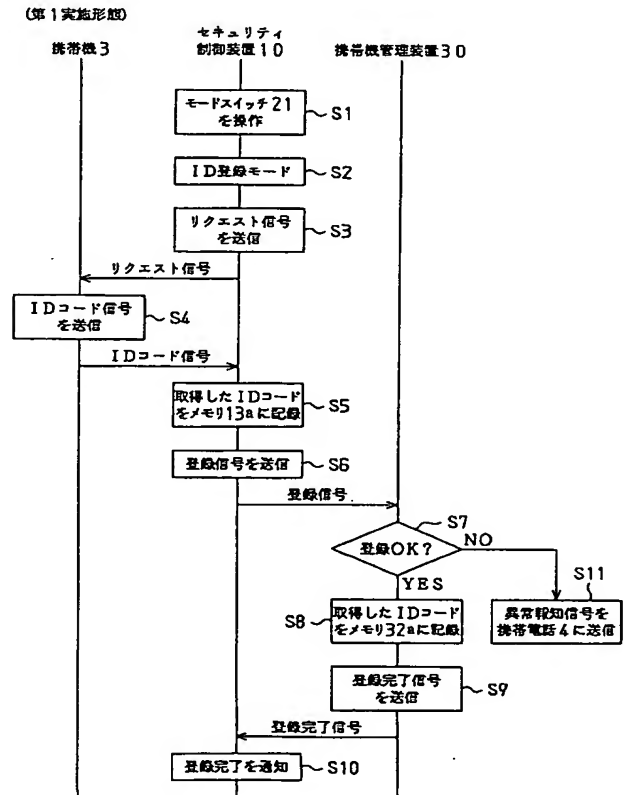 (第1実施形態)
携帯機3
セキュリティ
制御装置10
携帯機管理装置30
モードスイッチ21
を操作
S1
ID登録モード
S2
リクエスト信号
を送信
S3
リクエスト信号
IDコード信号
を送信
S4
IDコード信号
取得したIDコード
をメモリ13aに記録
S5
登録信号を送信
S6
登録信号
S7
登録OK?
NO
YES
S11
異常報知信号を
携帯電話4に送信
S8
取得したIDコード
をメモリ32aに記録
登録完了信号
を送信
S9
登録完了信号
登録完了を通知
S10